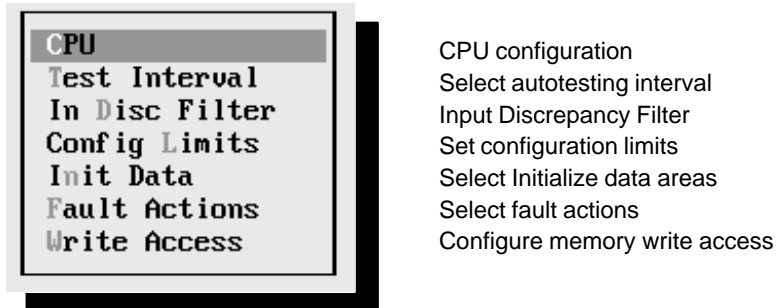 CPU CPU configuration
Test Interval Select autotesting interval
In Disc Filter Input Discrepancy Filter
Config Limits Set configuration limits
Init Data Select Initialize data areas
Fault Actions Select fault actions
Write Access Configure memory write access